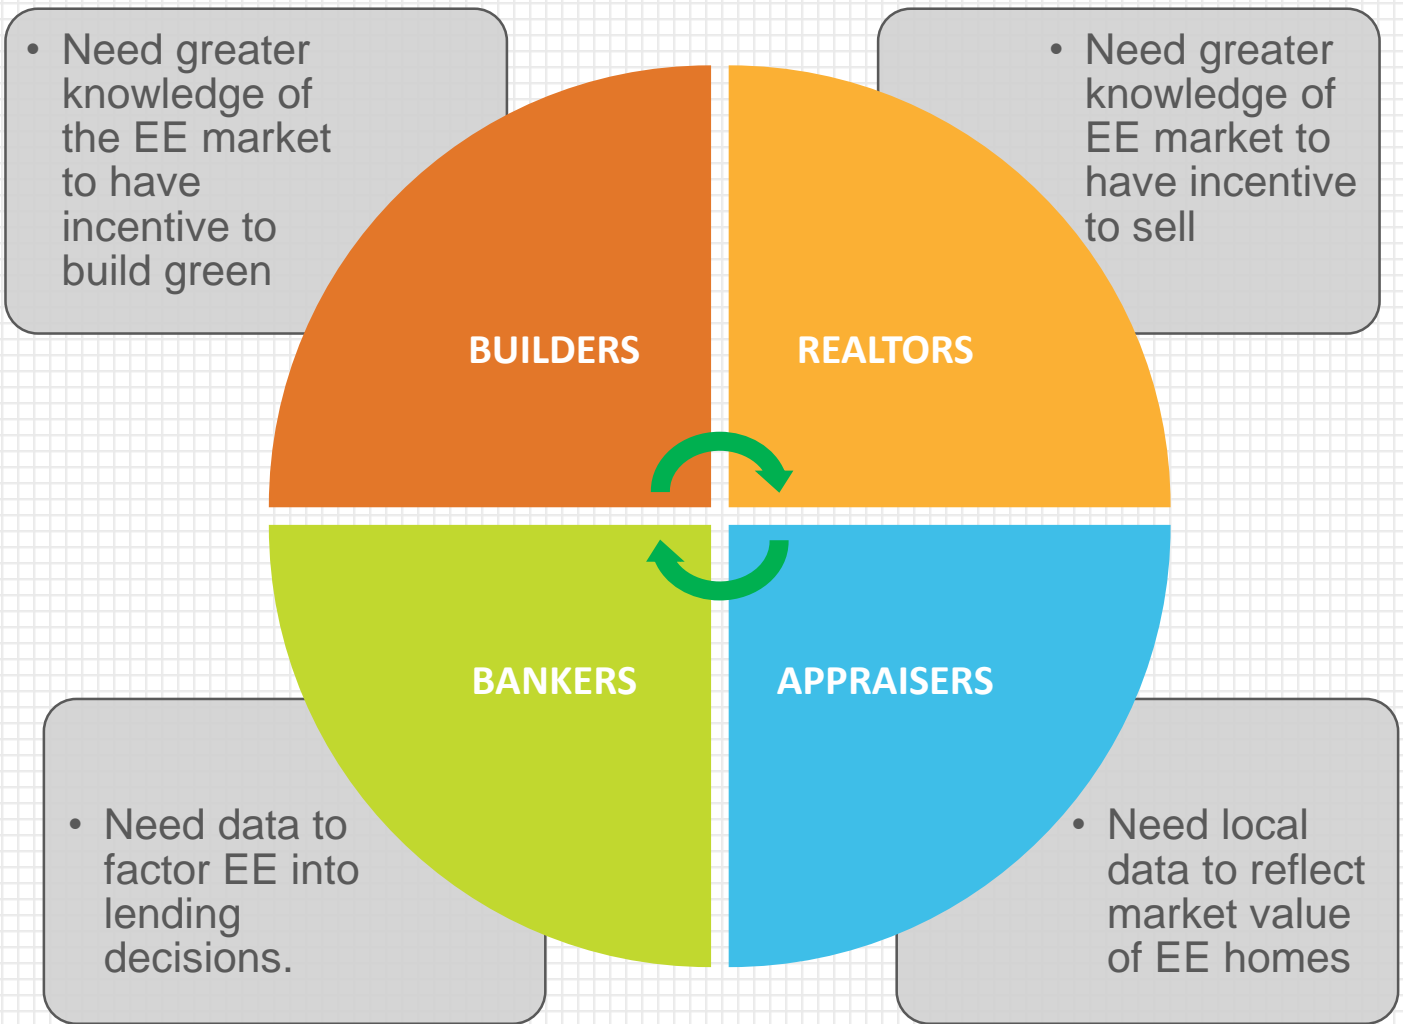 • Need greater
knowledge of
the EE market
to have
incentive to
build green
• Need greater
knowledge of
EE market to
have incentive
to sell
BUILDERS
REALTORS
BANKERS
APPRAISERS
• Need data to
factor EE into
lending
decisions.
• Need local
data to reflect
market value
of EE homes